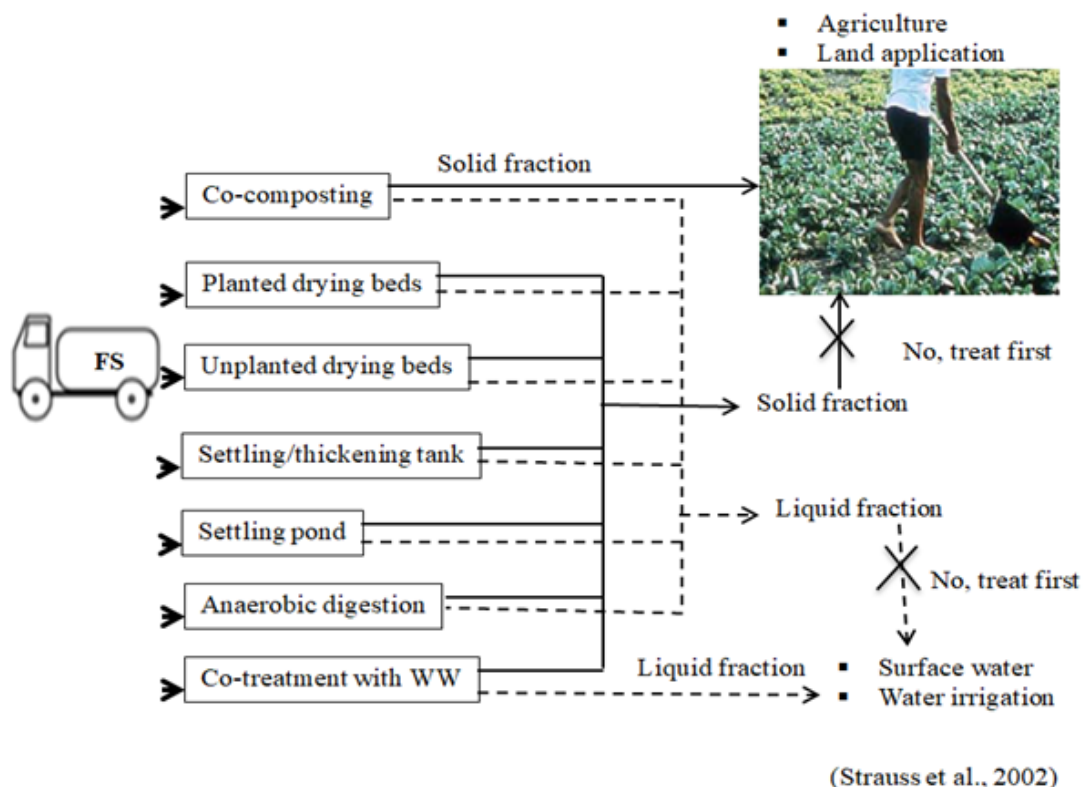 ▪ Agriculture
▪ Land application
Solid fraction
Co-composting
Planted drying beds
FS
Unplanted drying beds
No, treat first
Solid fraction
Settling/thickening tank
Liquid fraction
Settling pond
No, treat first
Anaerobic digestion
Co-treatment with WW
Liquid fraction
▪ Surface water
▪ Water irrigation
(Strauss et al., 2002)